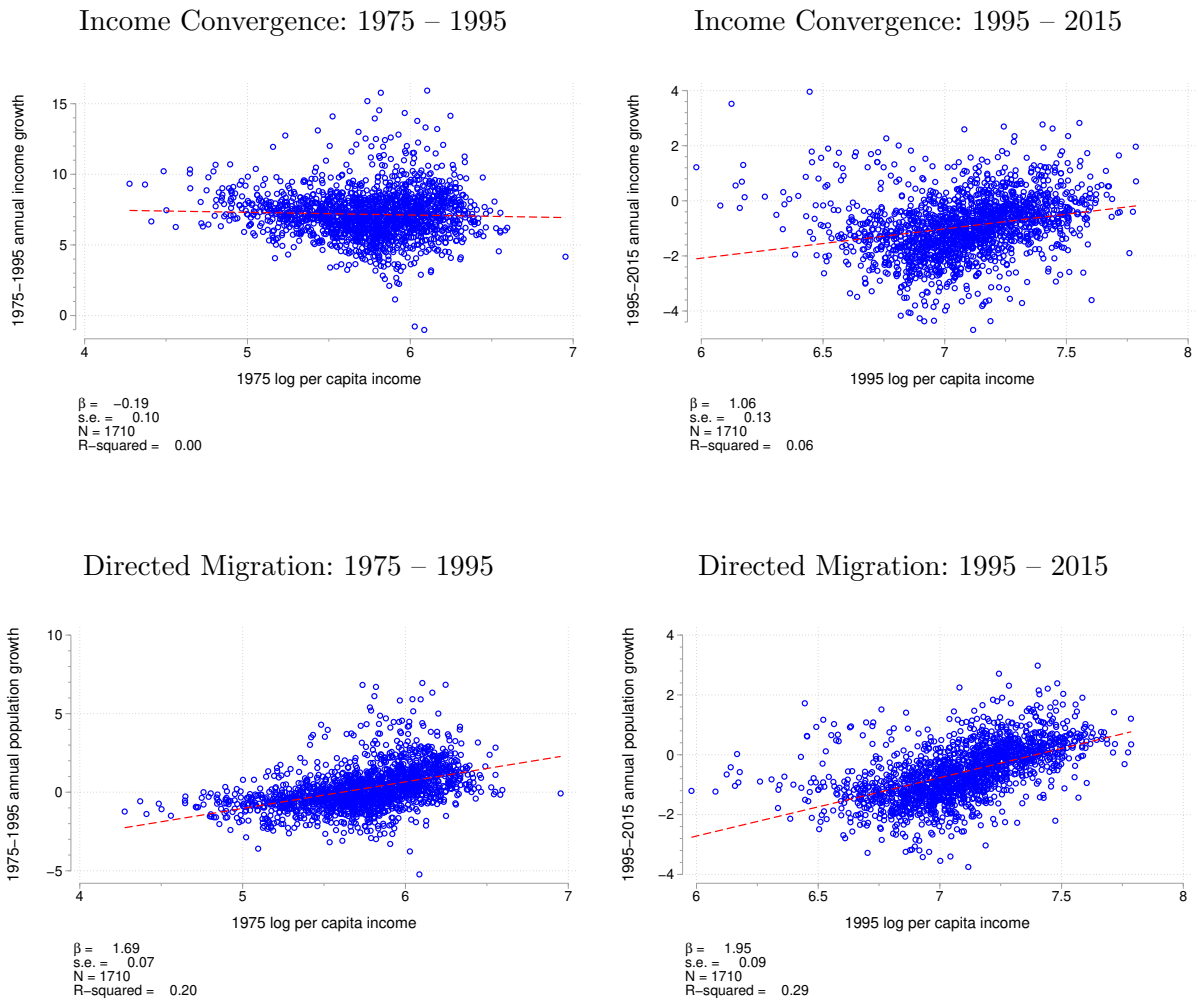 Income Convergence: 1975 – 1995
1975−1995 annual income growth
15
10
5
0
4 5 6 7
1975 log per capita income
β = −0.19
s.e. = 0.10
N = 1710
R−squared = 0.00
Income Convergence: 1995 – 2015
1995−2015 annual income growth
4
2
0
−2
−4
6 6.5 7 7.5 8
1995 log per capita income
β = 1.06
s.e. = 0.13
N = 1710
R−squared = 0.06
Directed Migration: 1975 – 1995
1975−1995 annual population growth
10
5
0
−5
4 5 6 7
1975 log per capita income
β = 1.69
s.e. = 0.07
N = 1710
R−squared = 0.20
Directed Migration: 1995 – 2015
1995−2015 annual population growth
4
2
0
−2
−4
6 6.5 7 7.5 8
1995 log per capita income
β = 1.95
s.e. = 0.09
N = 1710
R−squared = 0.29